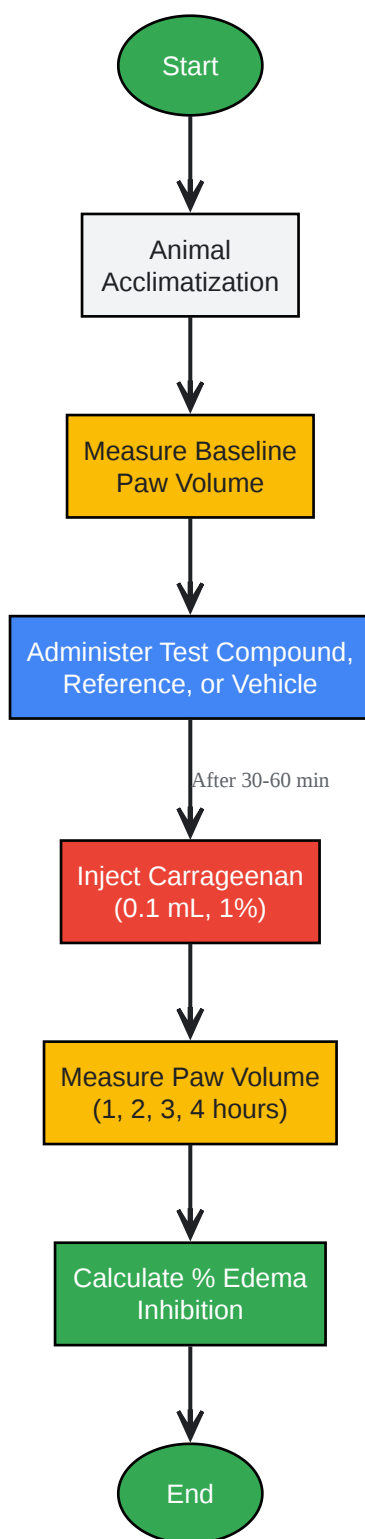 Start
Animal
Acclimatization
Measure Baseline
Paw Volume
Administer Test Compound,
Reference, or Vehicle
After 30-60 min
Inject Carrageenan
(0.1 mL, 1%)
Measure Paw Volume
(1, 2, 3, 4 hours)
Calculate % Edema
Inhibition
End